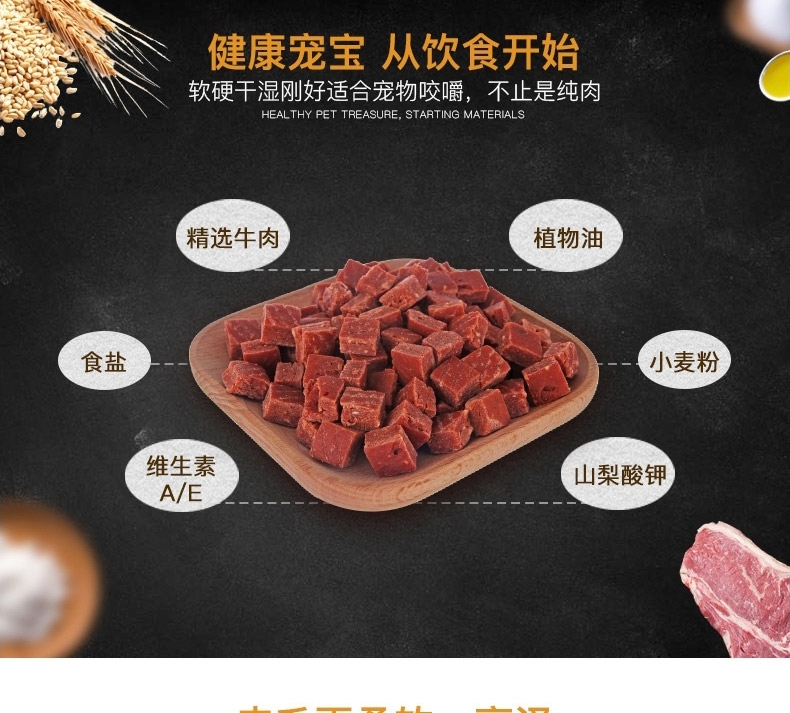 健康宠宝 从饮食开始
软硬干湿刚好适合宠物咬嚼，不止是纯肉
HEALTHY PET TREASURE, STARTING MATERIALS
精选牛肉
植物油
食盐
小麦粉
维生素
A/E
山梨酸钾